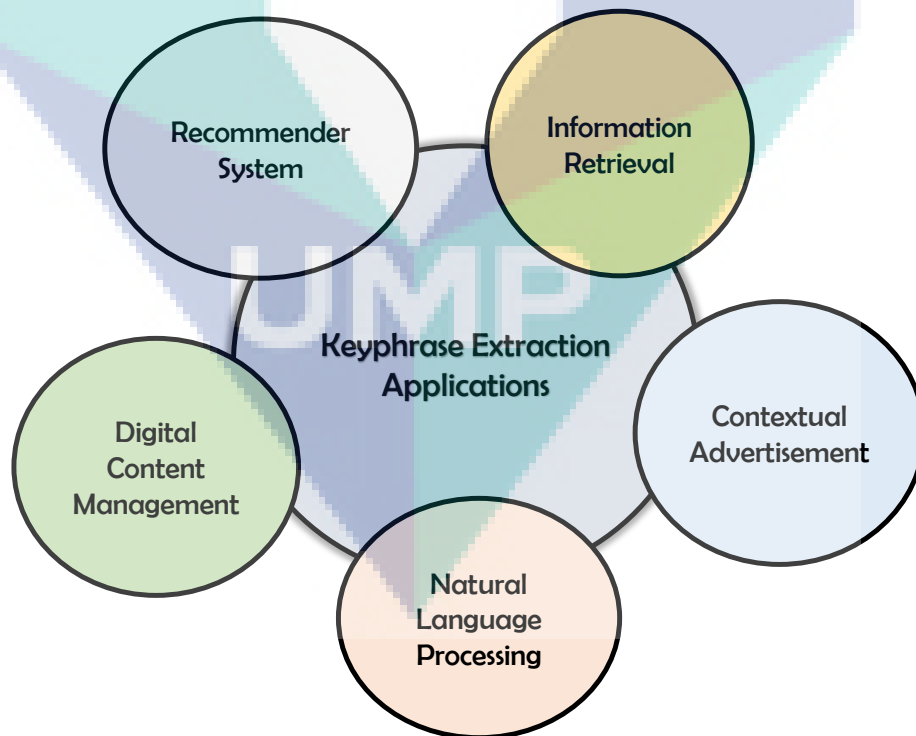 Recommender
System
Information
Retrieval
UMP
Keyphrase Extraction
Applications
Contextual
Advertisement
Digital
Content
Management
Natural
Language
Processing